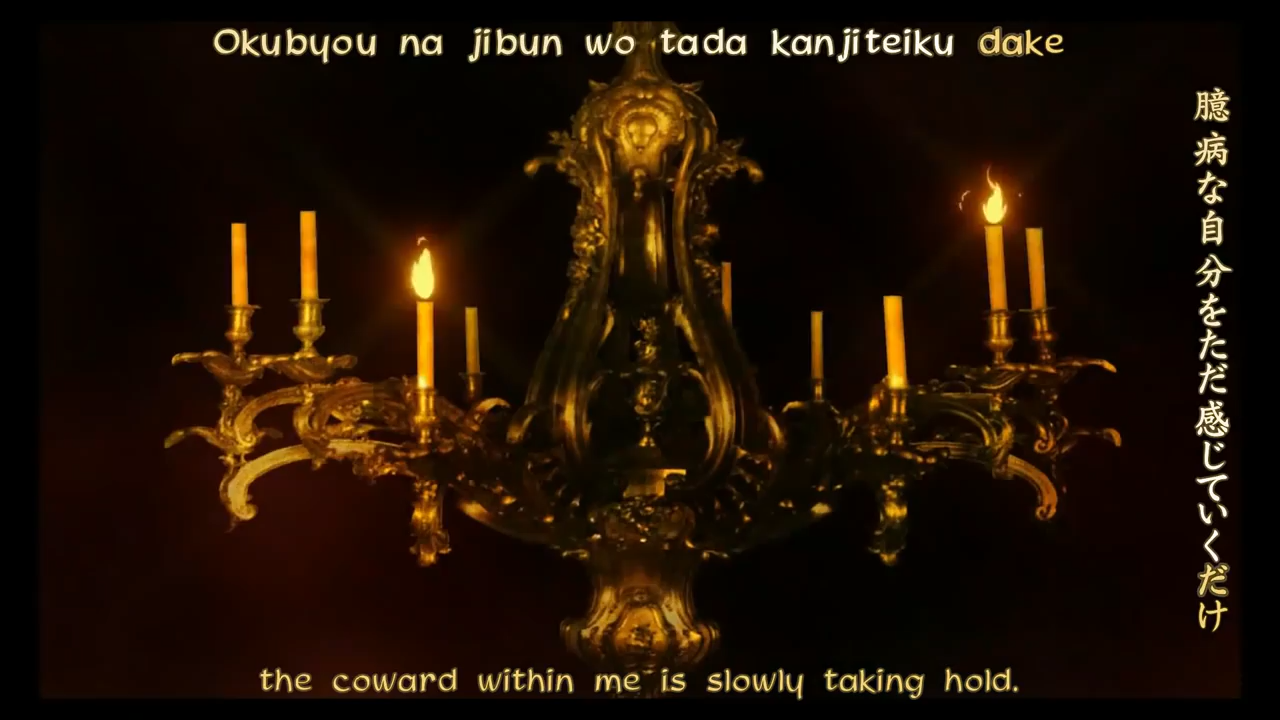 Okubyou na jibun wo tada kanjiteiku dake
臆病な自分をただ感じていくだけ
the coward within me is slowly taking hold.